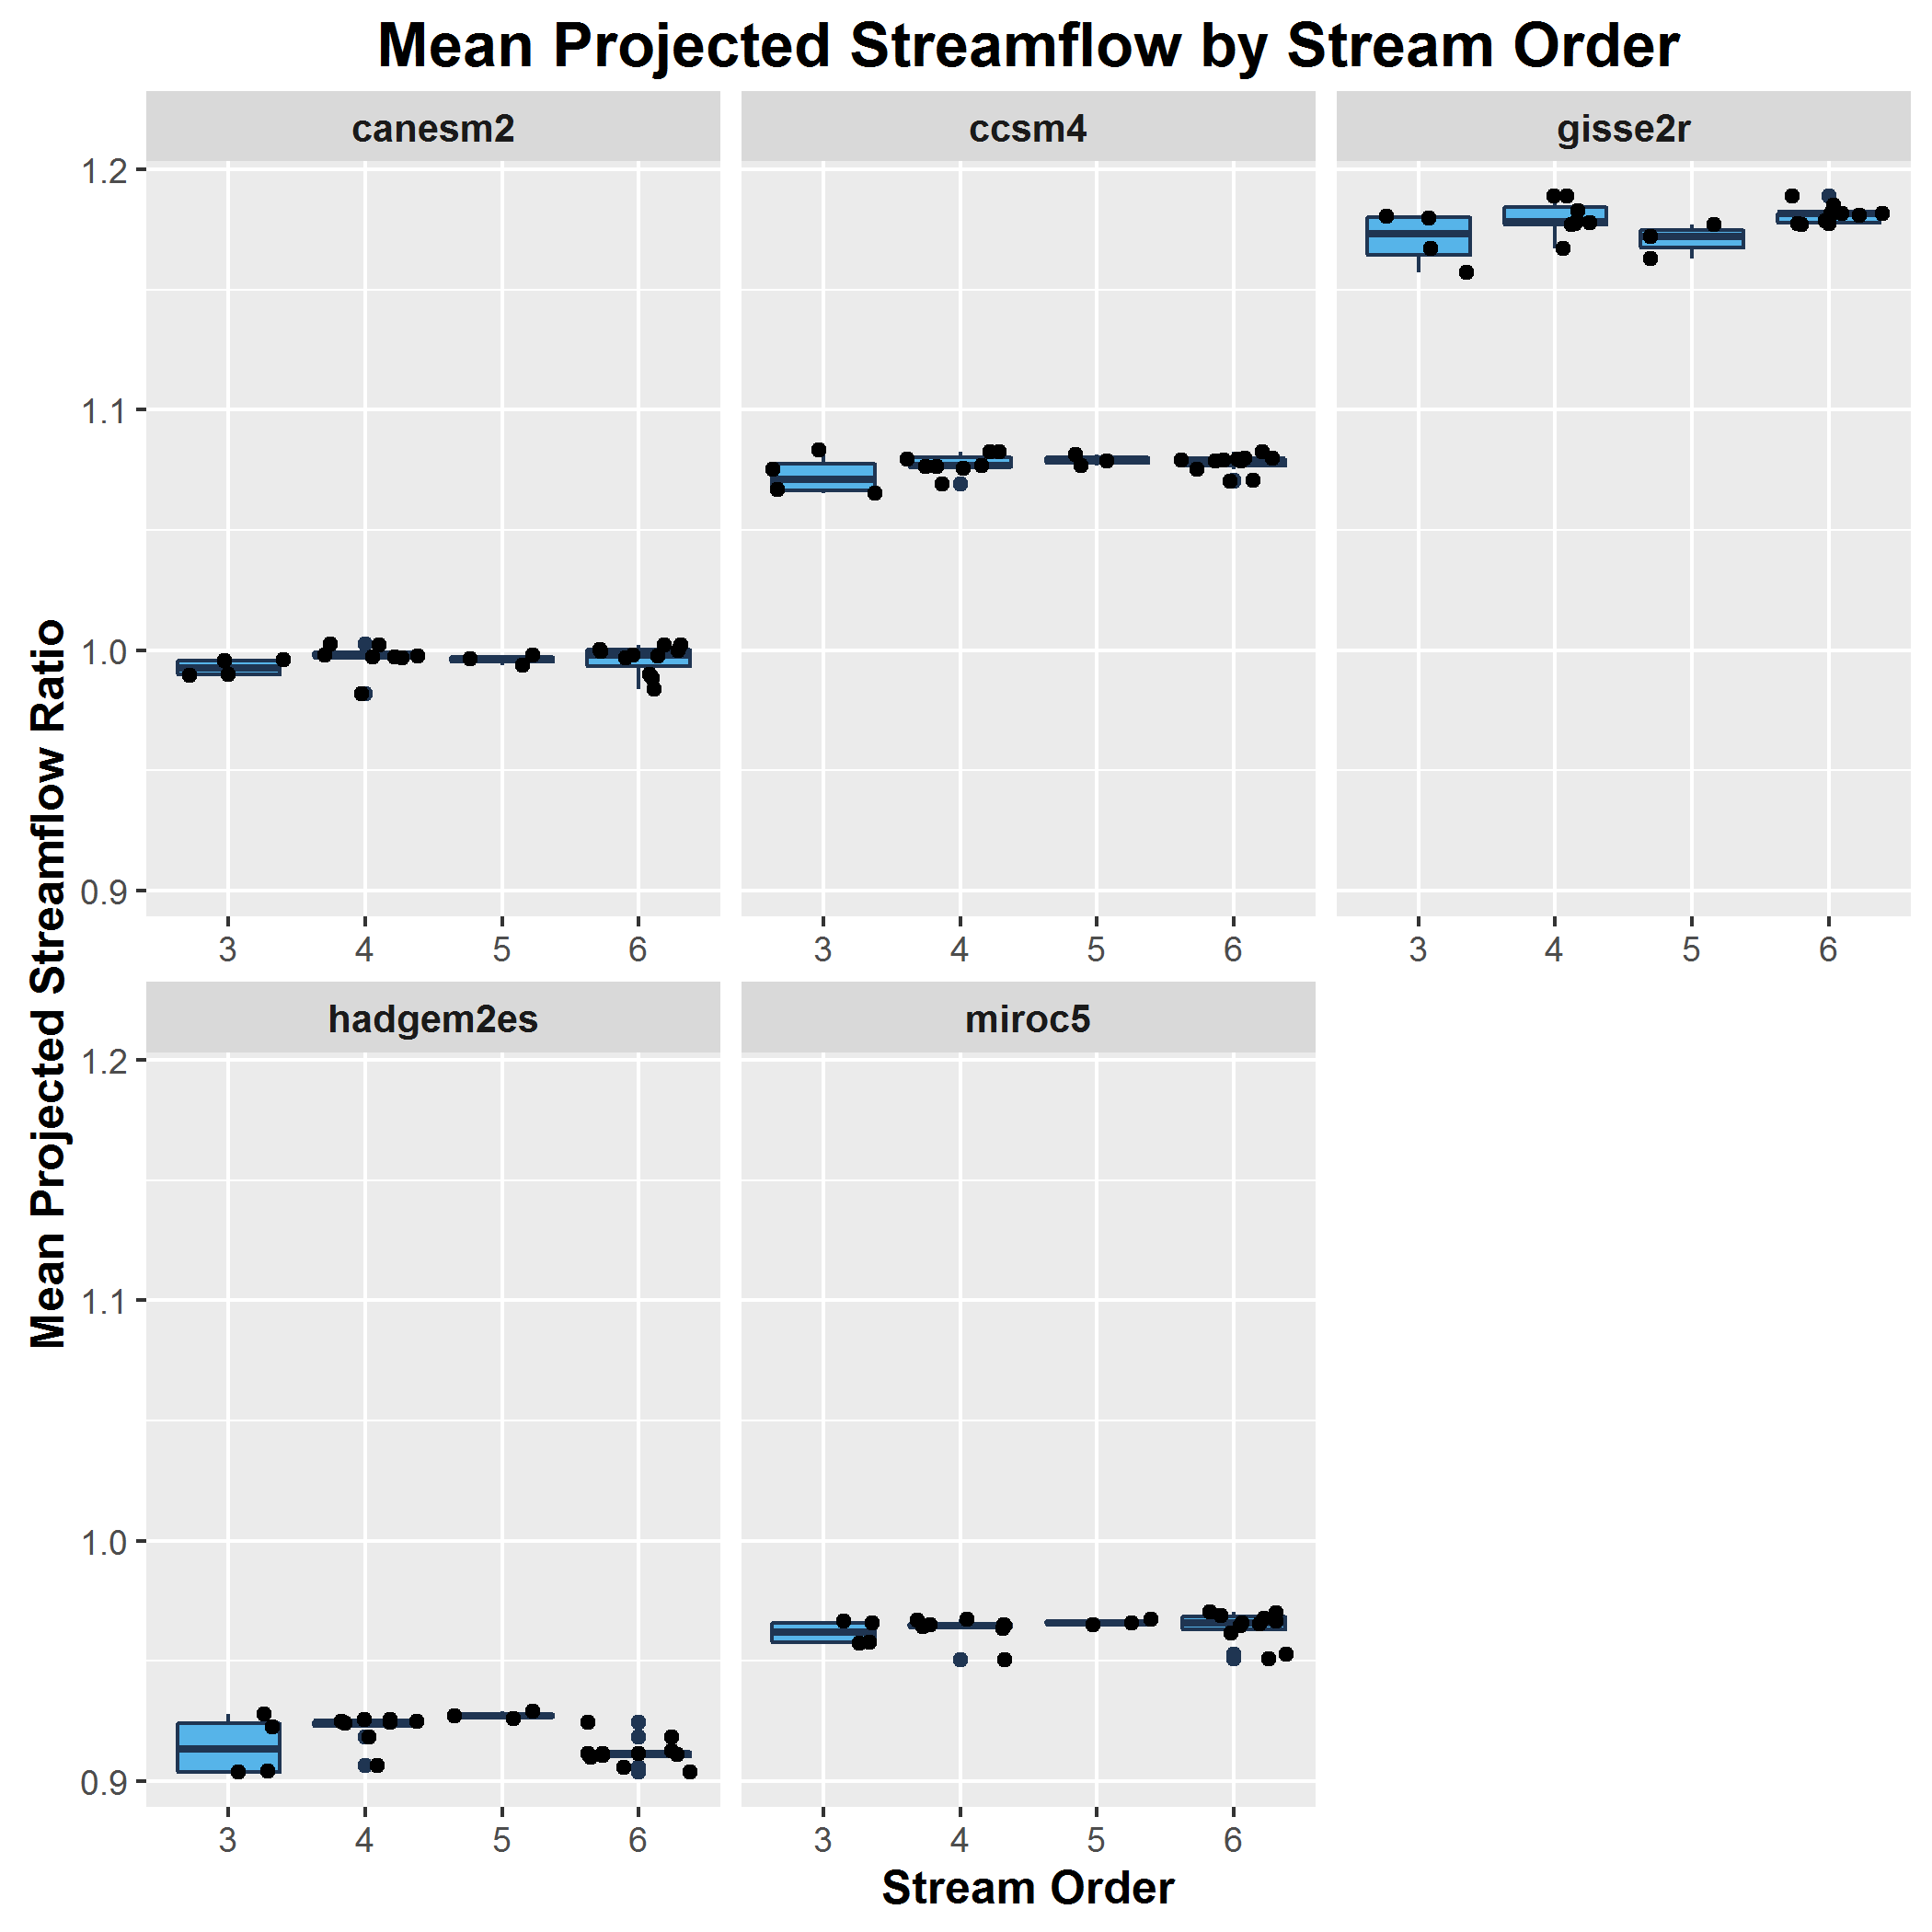 Mean Projected Streamflow by Stream Order
canesm2
ccsm4
gisse2r
1.2
1.1
1.0
0.9
3 4 5 6
3 4 5 6
3 4 5 6
Mean Projected Streamflow Ratio
hadgem2es
miroc5
1.2
1.1
1.0
0.9
3 4 5 6
3 4 5 6
Stream Order